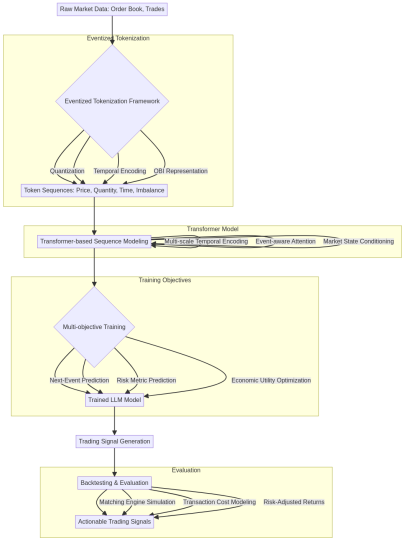 Raw Market Data: Order Book, Trades
Eventized Tokenization
Eventized Tokenization Framework
Quantization
Temporal Encoding
OBI Representation
Token Sequences: Price, Quantity, Time, Imbalance
Transformer Model
Transformer-based Sequence Modeling
Multi-scale Temporal Encoding
Event-aware Attention
Market State Conditioning
Training Objectives
Multi-objective Training
Next-Event Prediction
Risk Metric Prediction
Economic Utility Optimization
Trained LLM Model
Trading Signal Generation
Evaluation
Backtesting & Evaluation
Matching Engine Simulation
Transaction Cost Modeling
Risk-Adjusted Returns
Actionable Trading Signals